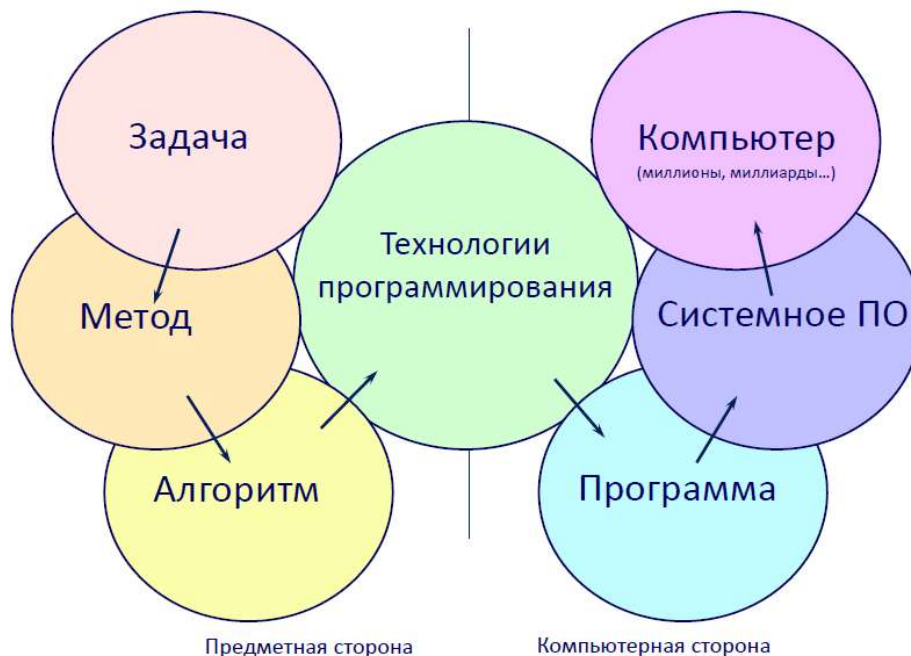 Задача
Метод
Алгоритм
Технологии
программирования
Программа
Системное ПО
Компьютер
(миллионы, миллиарды...)
Предметная сторона
Компьютерная сторона